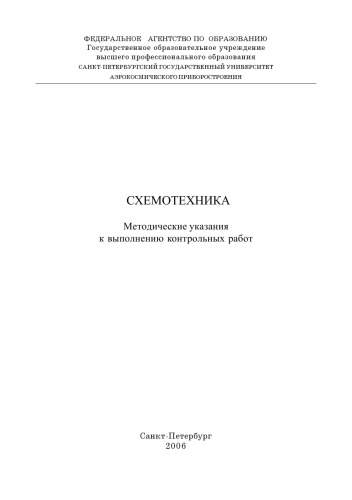 ФЕДЕРАЛЬНОЕ АГЕНТСТВО ПО ОБРАЗОВАНИЮ
Государственное образовательное учреждение
высшего профессионального образования
САНКТ-ПЕТЕРБУРГСКИЙ ГОСУДАРСТВЕННЫЙ УНИВЕРСИТЕТ
АЭРОКОСМИЧЕСКОГО ПРИБОРОСТРОЕНИЯ
СХЕМОТЕХНИКА
Методические указания
к выполнению контрольных работ
Санкт-Петербург
2006